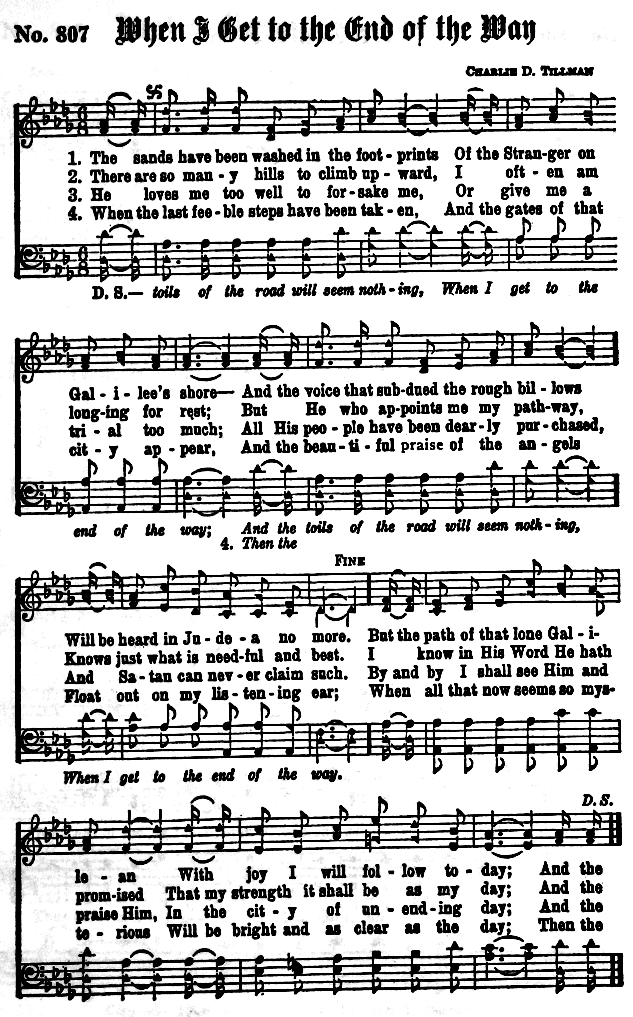 No. 307 When I Get to the End of the Way
CHARLIE D. TILLMAN
1. The sands have been washed in the foot - prints Of the Stran-ger on
2. There are so man - y hills to climb up - ward, I oft - en am
3. He loves me too well to for - sake me, Or give me a
4. When the last fee - ble steps have been tak - en, And the gates of that
D. S.— toils of the road will seem noth - ing, When I get to the
Gal - i - lee's shore— And the voice that sub-dued the rough bil - lows
long-ing for rest; But He who ap-points me my path-way,
tri - al too much; All His peo - ple have been dear - ly pur - chased,
cit - y ap - pear, And the beau - ti - ful praise of the an - gels
end of the way; And the toils of the road will seem noth - ing,
4. Then the
FINE
Will be heard in Ju - de - a no more. But the path of that lone Gal - i-
Knows just what is need-ful and best. I know in His Word He hath
And Sa - tan can nev - er claim such. By and by I shall see Him and
Float out on my lis - ten - ing ear; When all that now seems so mys-
When I get to the end of the way.
D. S.
le - an With joy I will fol - low to - day; And the
prom-ised That my strength it shall be as my day; And the
praise Him, In the cit - y of un - end - ing day; And the
te - rious Will be bright and as clear as the day; Then the